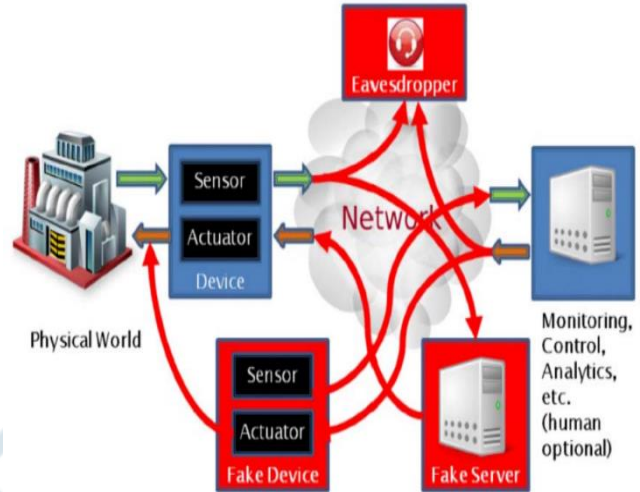 Eavesdropper
Sensor
Actuator
Device
Network
Physical World
Monitoring,
Control,
Analytics,
etc.
(human
optional)
Sensor
Actuator
Fake Device
Fake Server